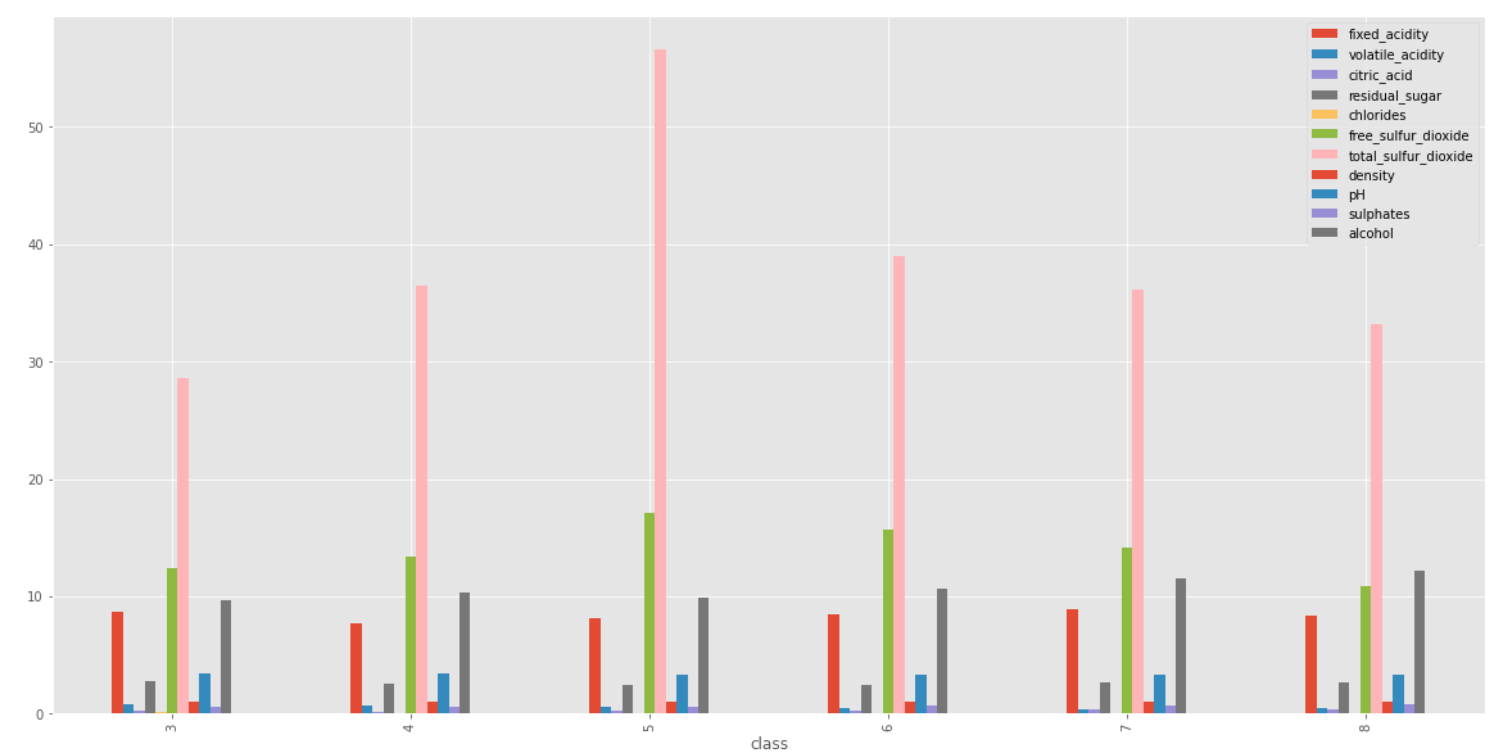 fixed_acidity
volatile_acidity
citric_acid
residual_sugar
chlorides
free_sulfur_dioxide
total_sulfur_dioxide
density
pH
sulphates
alcohol
50
40
30
20
10
0
3
4
5
6
7
8
class